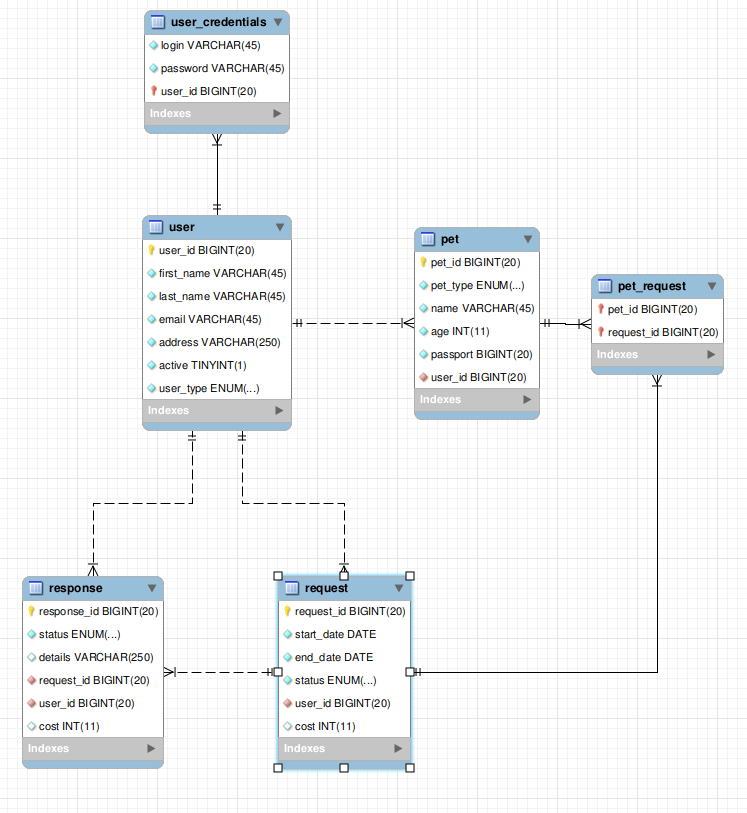 user_credentials
login VARCHAR(45)
password VARCHAR(45)
user_id BIGINT(20)
Indexes
user
user_id BIGINT(20)
first_name VARCHAR(45)
last_name VARCHAR(45)
email VARCHAR(45)
address VARCHAR(250)
active TINYINT(1)
user_type ENUM(...)
Indexes
pet
pet_id BIGINT(20)
pet_type ENUM(...)
name VARCHAR(45)
age INT(11)
passport BIGINT(20)
user_id BIGINT(20)
Indexes
pet_request
pet_id BIGINT(20)
request_id BIGINT(20)
Indexes
response
response_id BIGINT(20)
status ENUM(...)
details VARCHAR(250)
request_id BIGINT(20)
user_id BIGINT(20)
cost INT(11)
Indexes
request
request_id BIGINT(20)
start_date DATE
end_date DATE
status ENUM(...)
user_id BIGINT(20)
cost INT(11)
Indexes